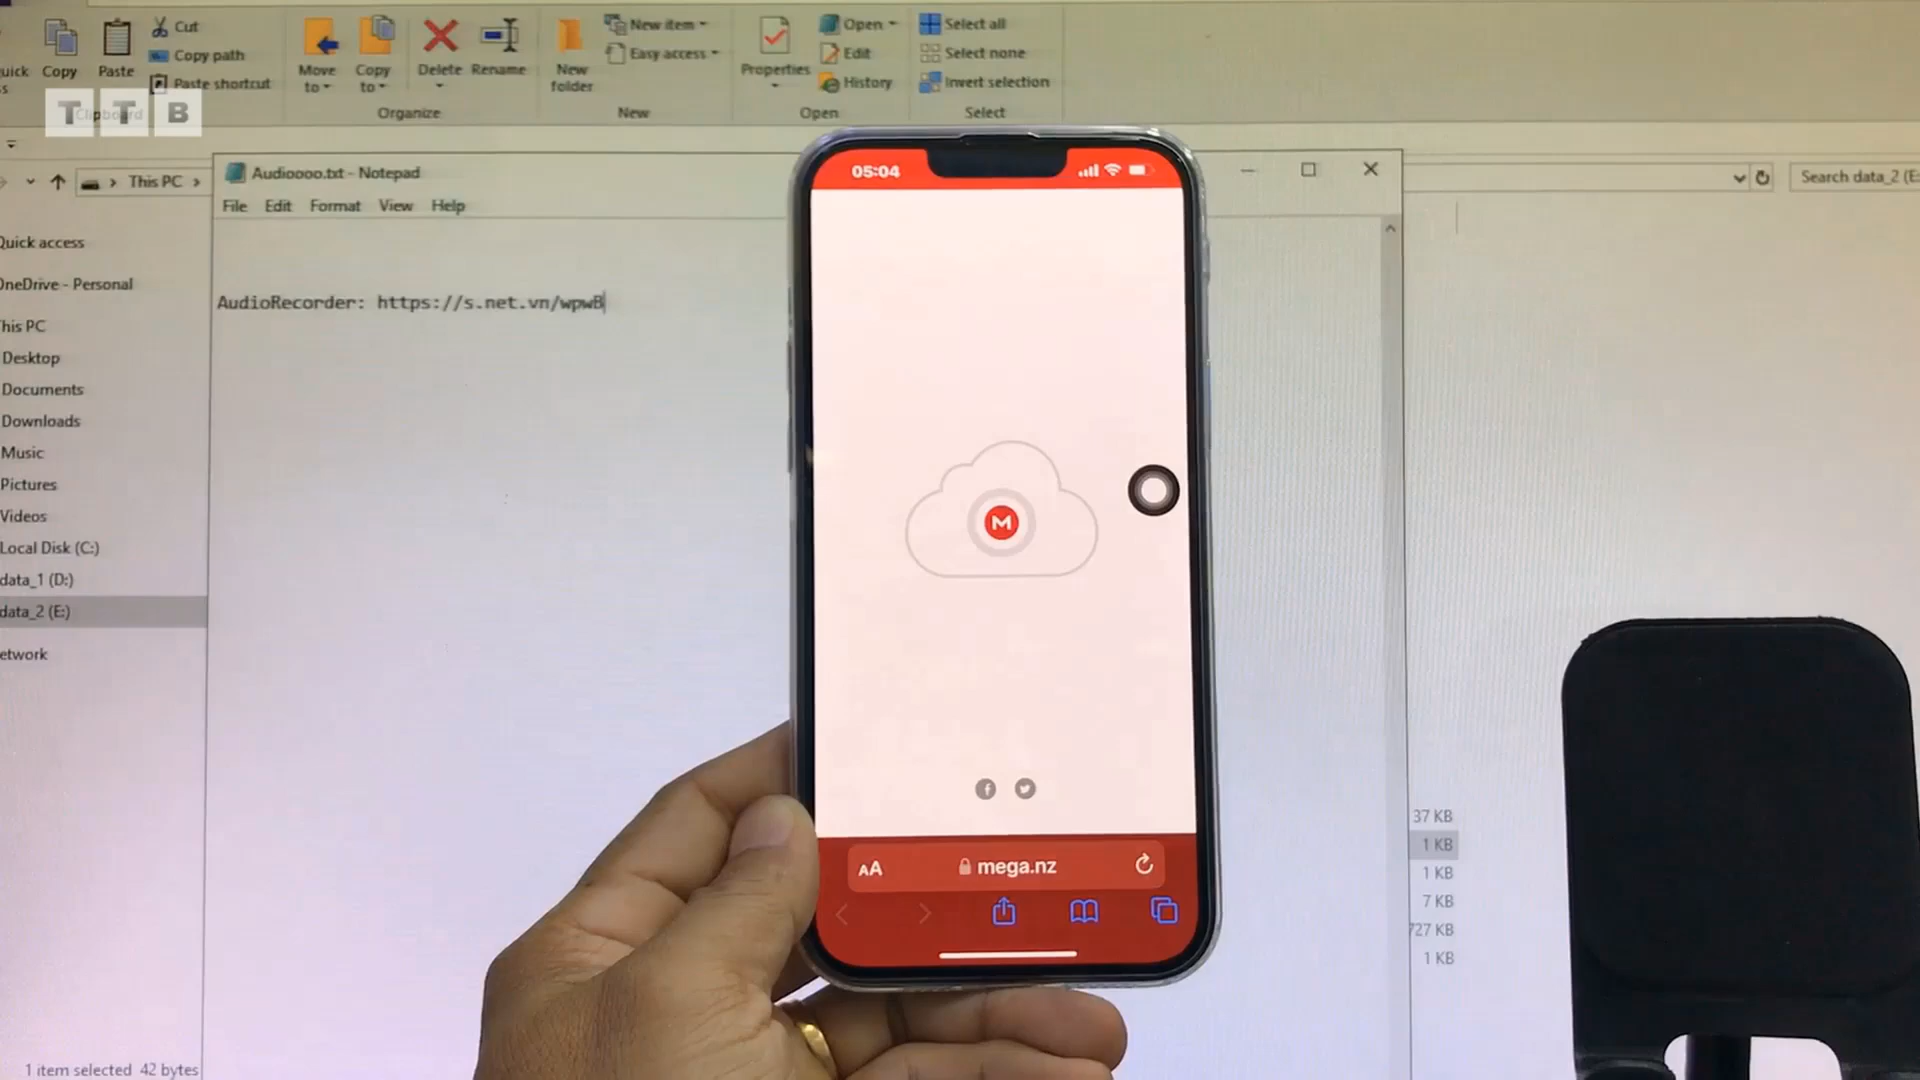 Cut
Copy path
Paste shortcut
uick
s
Copy
Paste
Clipboard
Move to
Copy to
Delete
Rename
Organize
New folder
New item
Easy access
New
Properties
Open
Edit
History
Open
Select all
Select none
Invert selection
Select
T T B
This PC
Search data_2 (E:
Audioooo.txt - Notepad
File Edit Format View Help
AudioRecorder: https://s.net.vn/wpwB
Quick access
OneDrive - Personal
This PC
Desktop
Documents
Downloads
Music
Pictures
Videos
Local Disk (C:)
data_1 (D:)
data_2 (E:)
etwork
05:04
M
f
AA
mega.nz
37 KB
1 KB
1 KB
7 KB
727 KB
1 KB
1 item selected 42 bytes